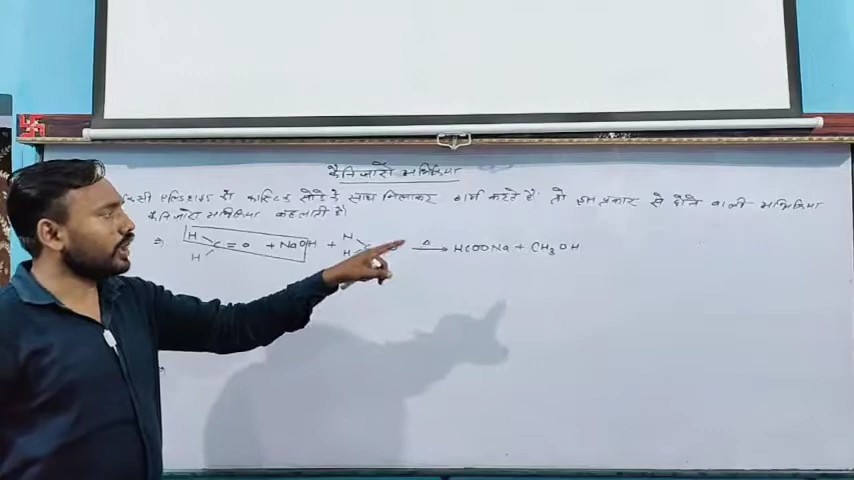 कैनिजारो अभिक्रिया
किसी एल्डिहाइड को कास्टिक सोडे के साथ मिलाकर गर्म करते हैं तो इस प्रकार से होने वाली अभिक्रिया
कैनिजारो अभिक्रिया कहलाती है।
⇒ H H C = O + NaOH + H H C Δ → HCOONa + CH3OH